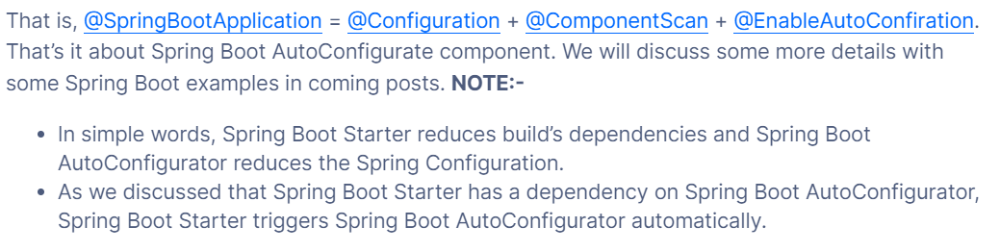 That is, @SpringBootApplication = @Configuration + @ComponentScan + @EnableAutoConfiration.
That’s it about Spring Boot AutoConfigurate component. We will discuss some more details with
some Spring Boot examples in coming posts. NOTE:-
• In simple words, Spring Boot Starter reduces build’s dependencies and Spring Boot
AutoConfigurator reduces the Spring Configuration.
• As we discussed that Spring Boot Starter has a dependency on Spring Boot AutoConfigurator,
Spring Boot Starter triggers Spring Boot AutoConfigurator automatically.